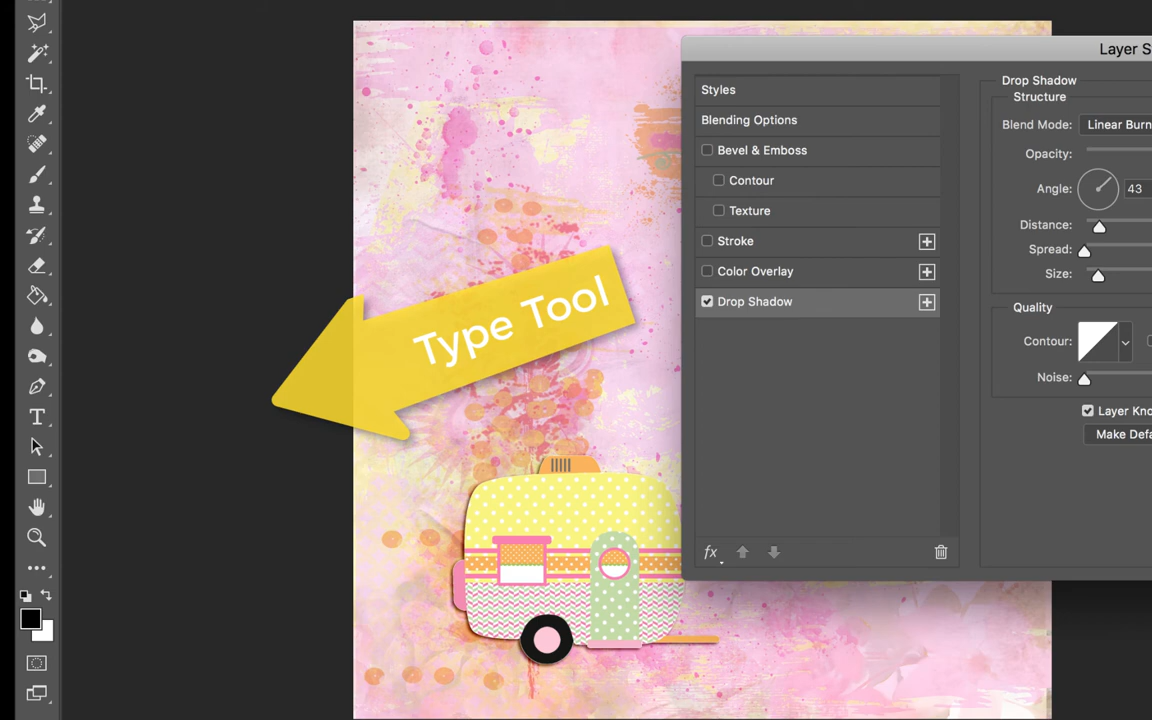 Layer S
Styles
Blending Options
Bevel & Emboss
Contour
Texture
Stroke
Color Overlay
Drop Shadow
fx
Drop Shadow
Structure
Blend Mode: Linear Burn
Opacity:
Angle: 43
Distance:
Spread:
Size:
Quality
Contour:
Noise:
Layer Kno
Make Defa
Type Tool
T